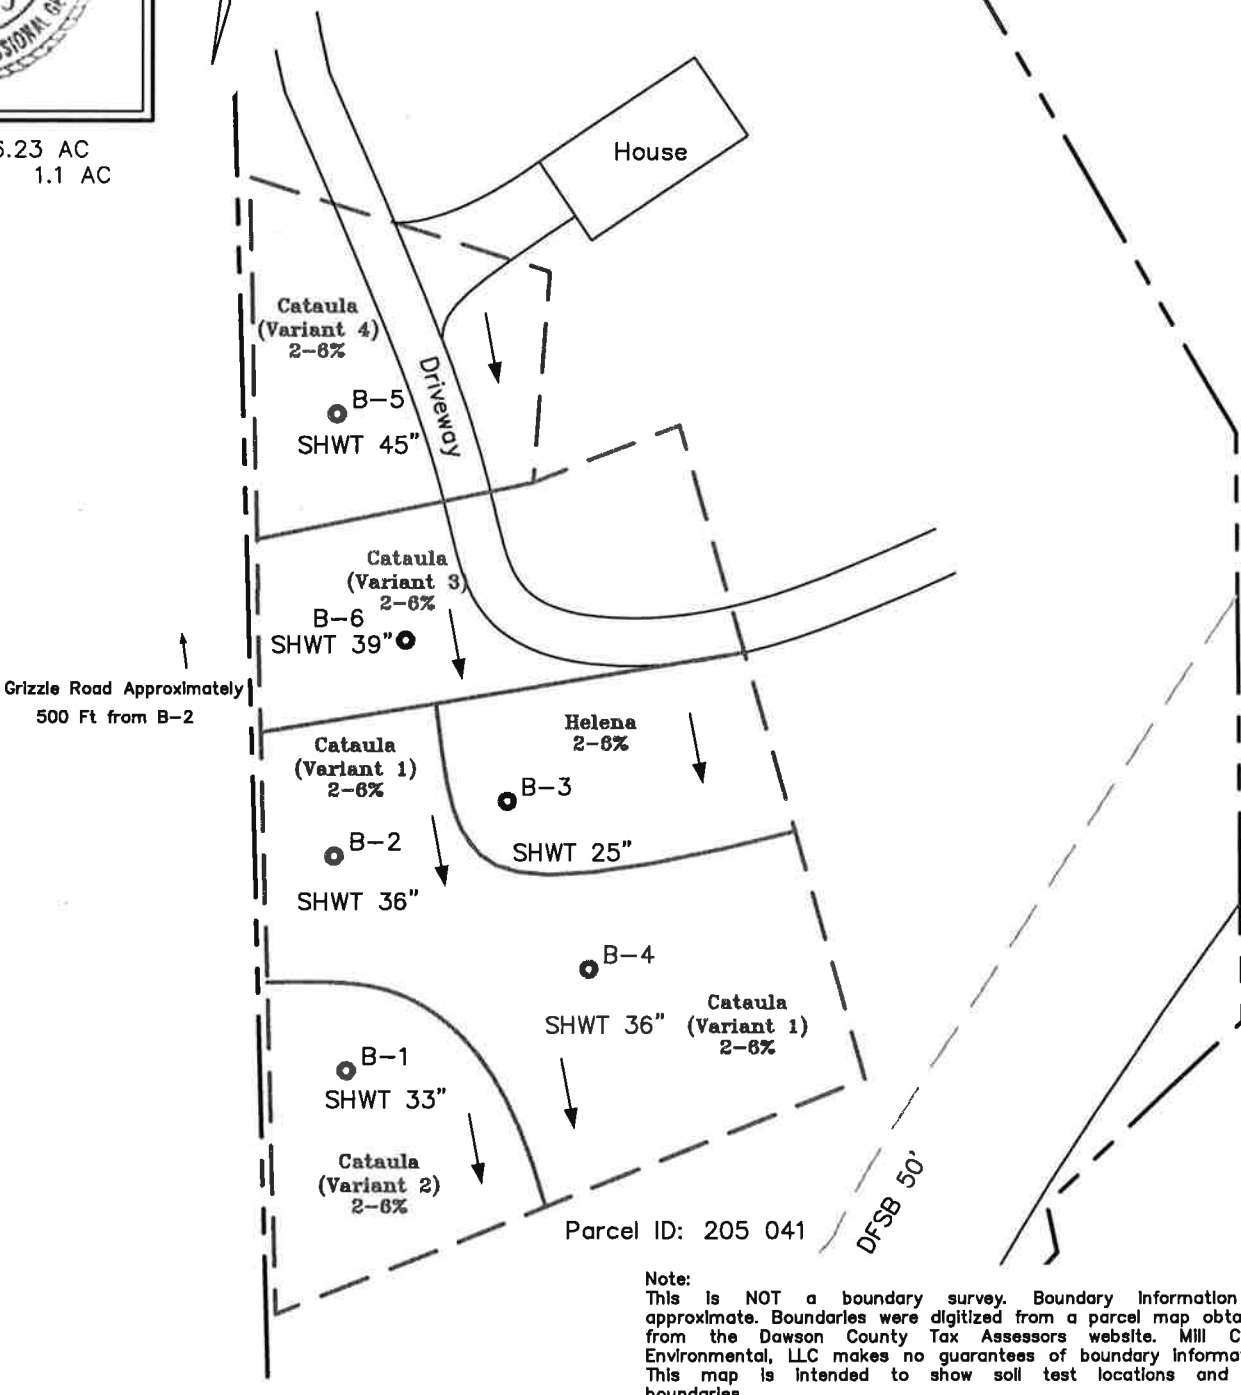 6.23 AC
1.1 AC
House
Cataula
(Variant 4)
2-6%
Driveway
B-5
SHWT 45"
Cataula
(Variant 3)
2-6%
B-6
SHWT 39"
Grizzle Road Approximately
500 Ft from B-2
Helena
2-6%
Cataula
(Variant 1)
2-6%
B-3
B-2
SHWT 25"
SHWT 36"
B-4
SHWT 36"
Cataula
(Variant 1)
2-6%
B-1
SHWT 33"
Cataula
(Variant 2)
2-6%
DFSB 50'
Parcel ID: 205 041
Note:
This is NOT a boundary survey. Boundary information
approximate. Boundaries were digitized from a parcel map obta
from the Dawson County Tax Assessors website. Mill C
Environmental, LLC makes no guarantees of boundary informa
This map is intended to show soil test locations and
boundaries